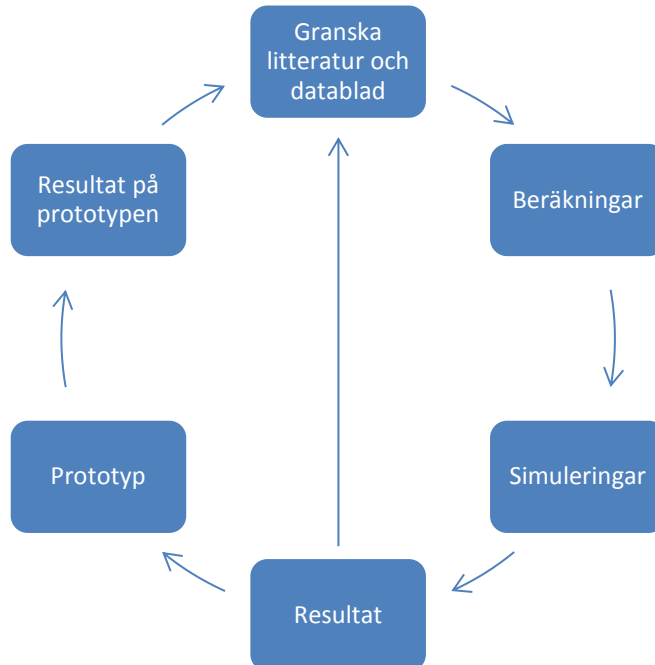 Granska
litteratur och
datablad
Beräkningar
Simuleringar
Resultat
Prototyp
Resultat på
prototypen